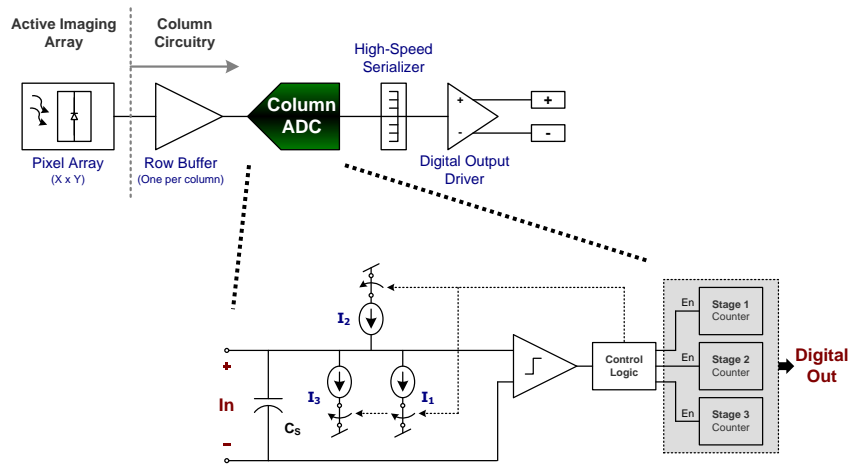 Active Imaging
Array
Column
Circuitry
High-Speed
Serializer
Column
ADC
+
-
+
-
Pixel Array
(X x Y)
Row Buffer
(One per column)
Digital Output
Driver
I2
I3
I1
+
In
-
CS
Control
Logic
En
Stage 1
Counter
En
Stage 2
Counter
En
Stage 3
Counter
Digital
Out